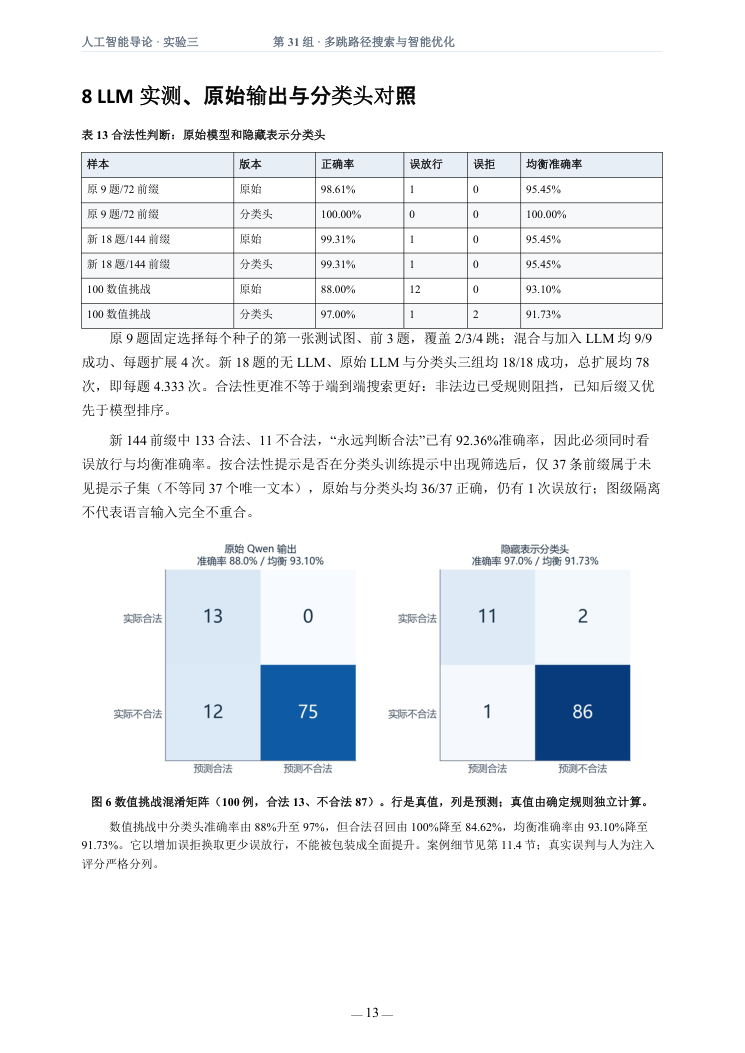 人工智能导论 · 实验三 第 31 组 · 多跳路径搜索与智能优化
8 LLM 实测、原始输出与分类头对照
表 13 合法性判断：原始模型和隐藏表示分类头
样本 版本 正确率 误放行 误拒 均衡准确率
原 9 题/72 前缀 原始 98.61% 1 0 95.45%
原 9 题/72 前缀 分类头 100.00% 0 0 100.00%
新 18 题/144 前缀 原始 99.31% 1 0 95.45%
新 18 题/144 前缀 分类头 99.31% 1 0 95.45%
100 数值挑战 原始 88.00% 12 0 93.10%
100 数值挑战 分类头 97.00% 1 2 91.73%
原 9 题固定选择每个种子的第一张测试图、前 3 题，覆盖 2/3/4 跳；混合与加入 LLM 均 9/9
成功、每题扩展 4 次。新 18 题的无 LLM、原始 LLM 与分类头三组均 18/18 成功，总扩展均 78
次，即每题 4.333 次。合法性更准不等于端到端搜索更好：非法边已受规则阻挡，已知后缀又优
先于模型排序。
新 144 前缀中 133 合法、11 不合法，“永远判断合法”已有 92.36%准确率，因此必须同时看
误放行与均衡准确率。按合法性提示是否在分类头训练提示中出现筛选后，仅 37 条前缀属于未
见提示子集（不等同 37 个唯一文本），原始与分类头均 36/37 正确，仍有 1 次误放行；图级隔离
不代表语言输入完全不重合。
原始 Qwen 输出
准确率 88.0% / 均衡 93.10%
实际合法 13 0
实际不合法 12 75
预测合法 预测不合法
隐藏表示分类头
准确率 97.0% / 均衡 91.73%
实际合法 11 2
实际不合法 1 86
预测合法 预测不合法
图 6 数值挑战混淆矩阵（100 例，合法 13、不合法 87）。行是真值，列是预测；真值由确定规则独立计算。
数值挑战中分类头准确率由 88%升至 97%，但合法召回由 100%降至 84.62%，均衡准确率由 93.10%降至
91.73%。它以增加误拒换取更少误放行，不能被包装成全面提升。案例细节见第 11.4 节；真实误判与人为注入
评分严格分列。
— 13 —